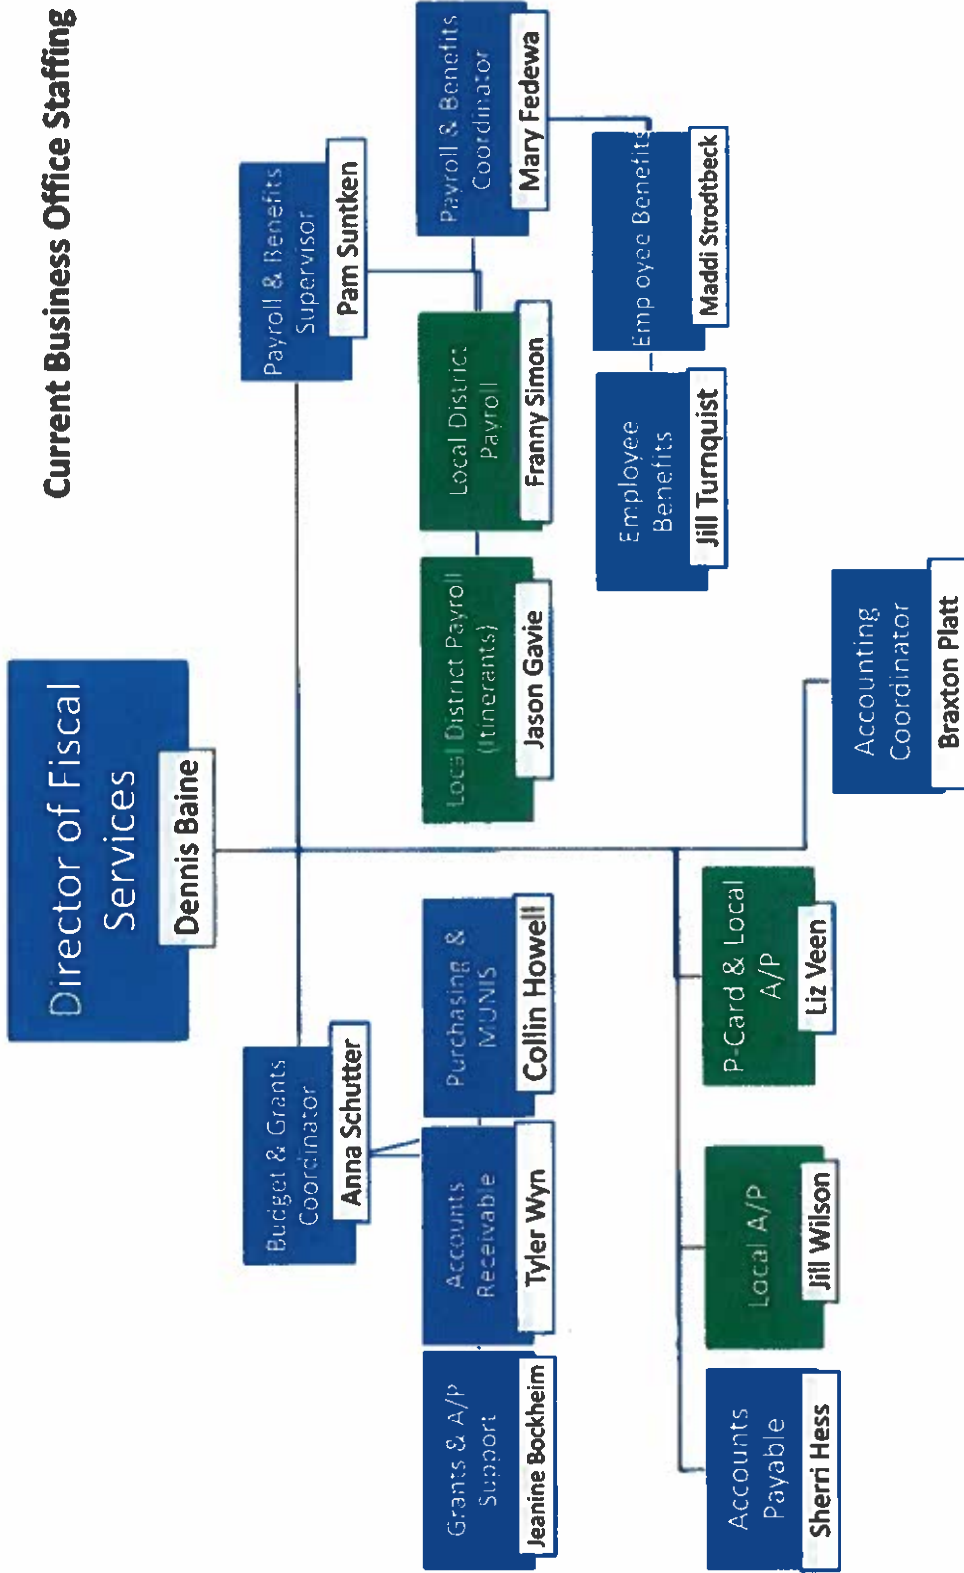 Current Business Office Staffing
Director of Fiscal
Services
Dennis Baine
Budget & Grants
Coordinator
Anna Schutter
Payroll & Benefits
Supervisor
Pam Suntken
Grants & A/P
Support
Jeanine Bockheim
Accounts
Receivable
Tyler Wyn
Purchasing &
MUNIS
Collin Howell
Local District Payroll
(Itinerants)
Jason Gavie
Local District
Payroll
Franny Simon
Payroll & Benefits
Coordinator
Mary Fedewa
Employee
Benefits
Jill Turnquist
Employee Benefits
Maddi Strodtbeck
Accounts
Payable
Sherri Hess
Local A/P
Jill Wilson
P-Card & Local
A/P
Liz Veen
Accounting
Coordinator
Braxton Platt